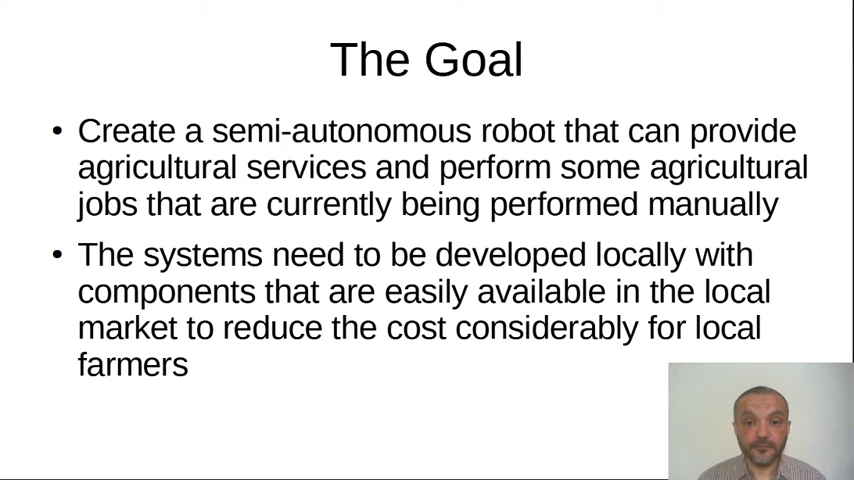 The Goal
• Create a semi-autonomous robot that can provide
agricultural services and perform some agricultural
jobs that are currently being performed manually
• The systems need to be developed locally with
components that are easily available in the local
market to reduce the cost considerably for local
farmers